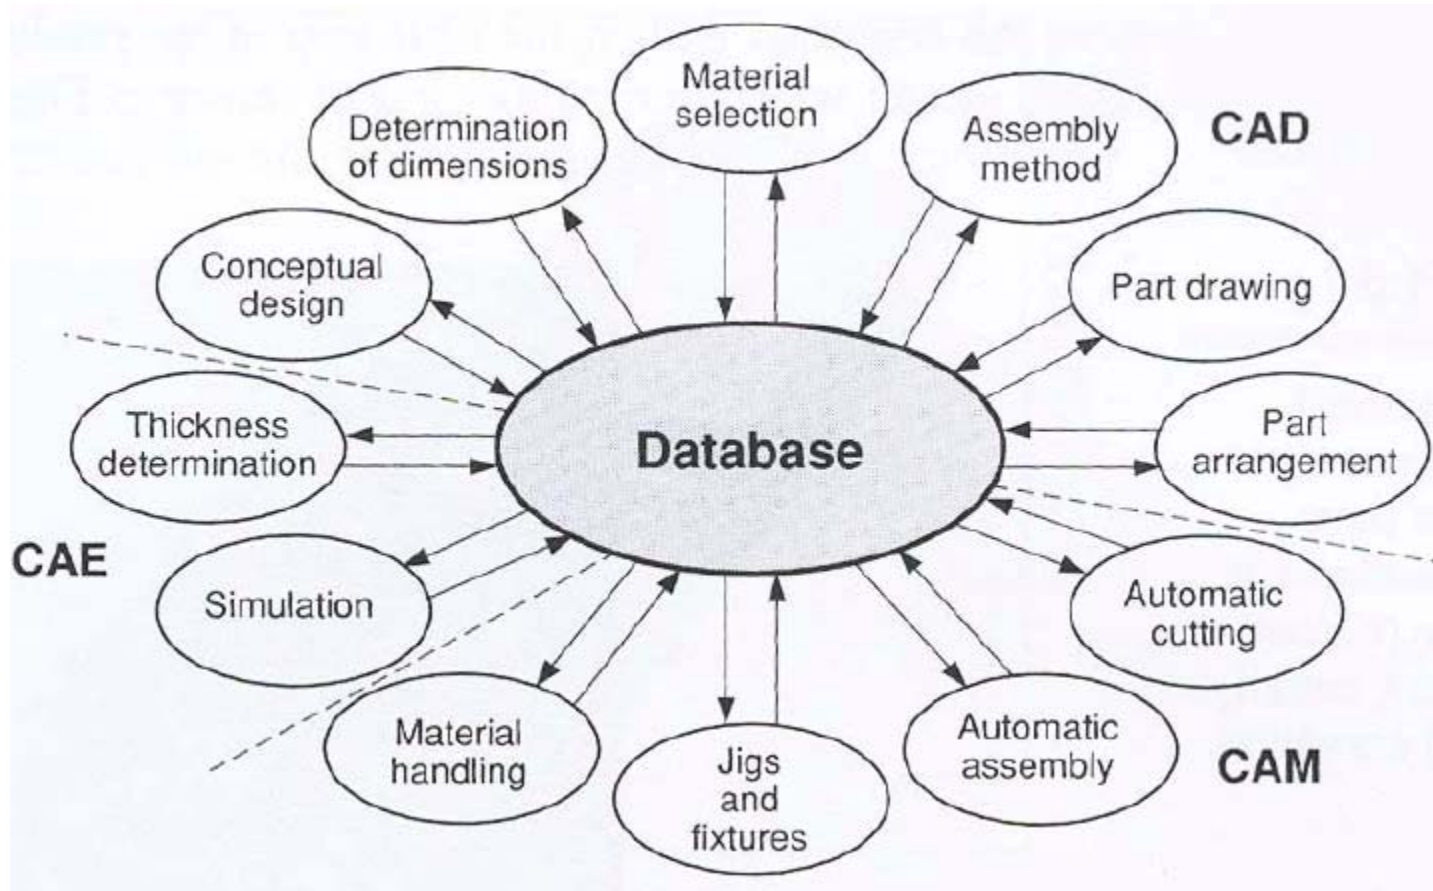 Material
selection
Determination
of dimensions
Assembly
method
CAD
Conceptual
design
Part drawing
Thickness
determination
Database
Part
arrangement
CAE
Simulation
Automatic
cutting
Material
handling
Jigs
and
fixtures
Automatic
assembly
CAM